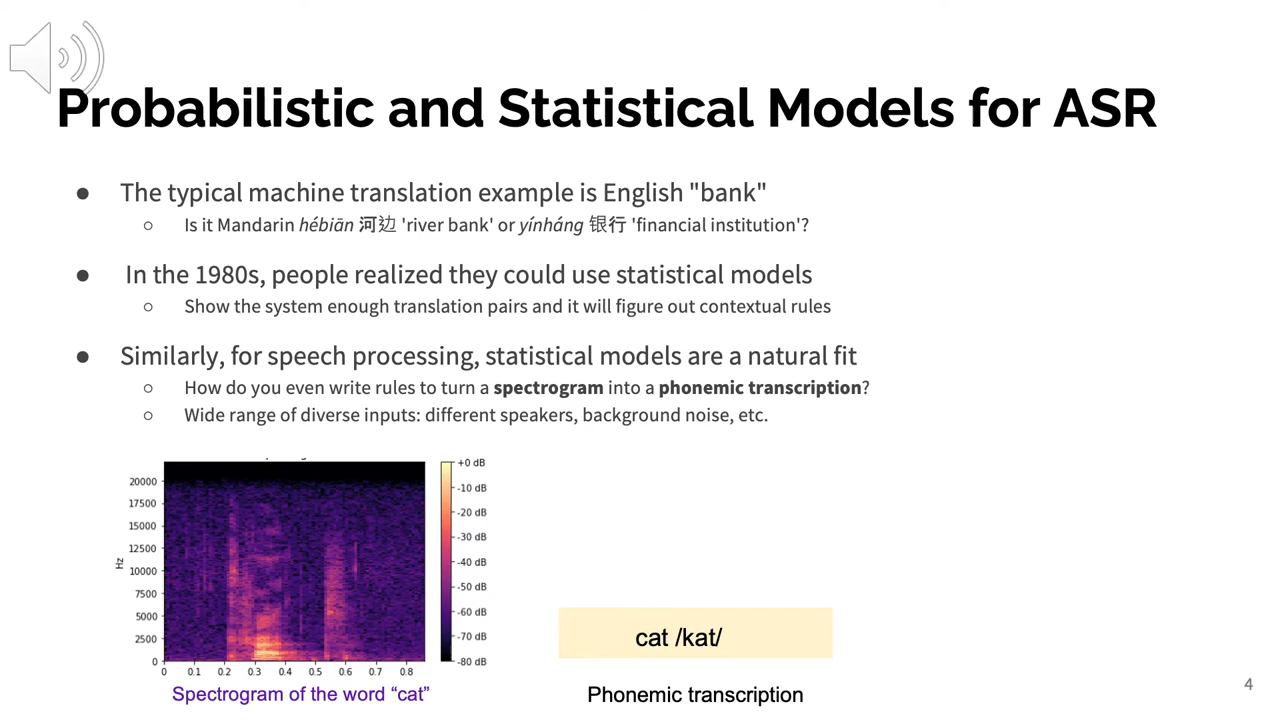 Probabilistic and Statistical Models for ASR
● The typical machine translation example is English "bank"
○ Is it Mandarin hébiān 河边 'river bank' or yínháng 银行 'financial institution'?
● In the 1980s, people realized they could use statistical models
○ Show the system enough translation pairs and it will figure out contextual rules
● Similarly, for speech processing, statistical models are a natural fit
○ How do you even write rules to turn a spectrogram into a phonemic transcription?
○ Wide range of diverse inputs: different speakers, background noise, etc.
20000
17500
15000
12500
10000
7500
5000
2500
0
Hz
0 0.1 0.2 0.3 0.4 0.5 0.6 0.7 0.8
+0 dB
-10 dB
-20 dB
-30 dB
-40 dB
-50 dB
-60 dB
-70 dB
-80 dB
Spectrogram of the word “cat”
cat /kat/
Phonemic transcription
4